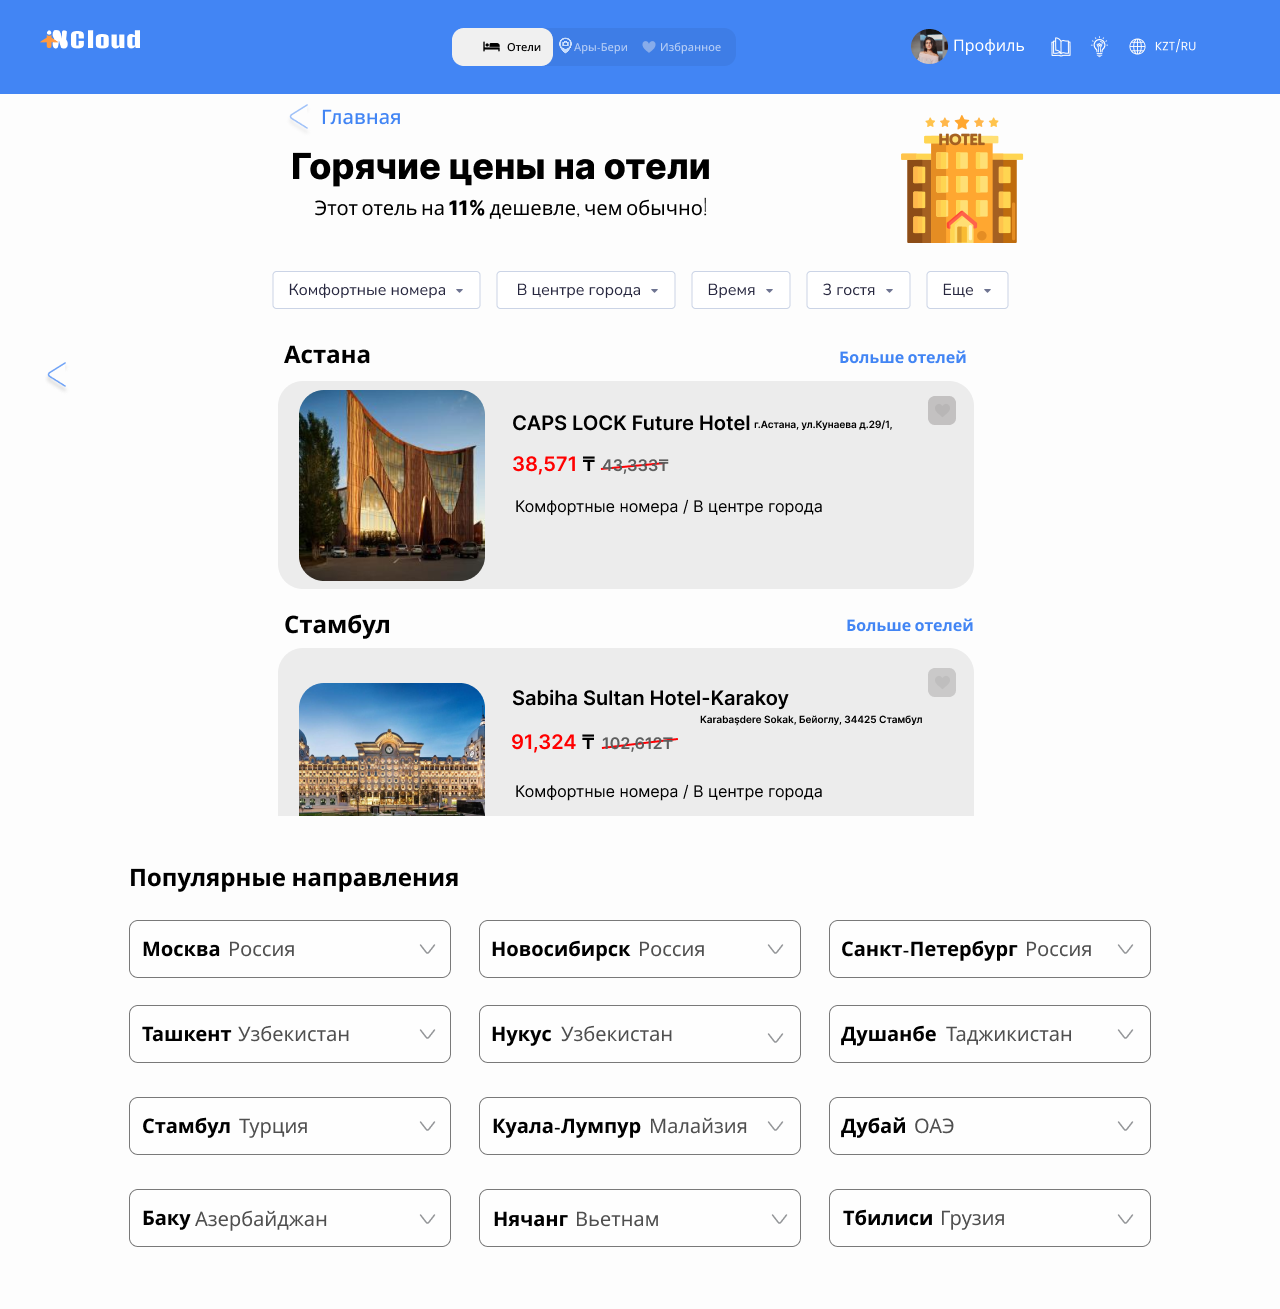 XCloud
Отели
Ары-Бери
Избранное
Профиль
KZT/RU
Главная
Горячие цены на отели
Этот отель на 11% дешевле, чем обычно!
HOTEL
Комфортные номера
В центре города
Время
3 гостя
Еще
Астана
Больше отелей
CAPS LOCK Future Hotel г.Астана, ул.Кунаева д.29/1,
38,571 ₸ 43,333₸
Комфортные номера / В центре города
Стамбул
Больше отелей
Sabiha Sultan Hotel-Karakoy
Karabaşdere Sokak, Бейоглу, 34425 Стамбул
91,324 ₸ 102,612₸
Комфортные номера / В центре города
Популярные направления
Москва Россия
Новосибирск Россия
Санкт-Петербург Россия
Ташкент Узбекистан
Нукус Узбекистан
Душанбе Таджикистан
Стамбул Турция
Куала-Лумпур Малайзия
Дубай ОАЭ
Баку Азербайджан
Нячанг Вьетнам
Тбилиси Грузия